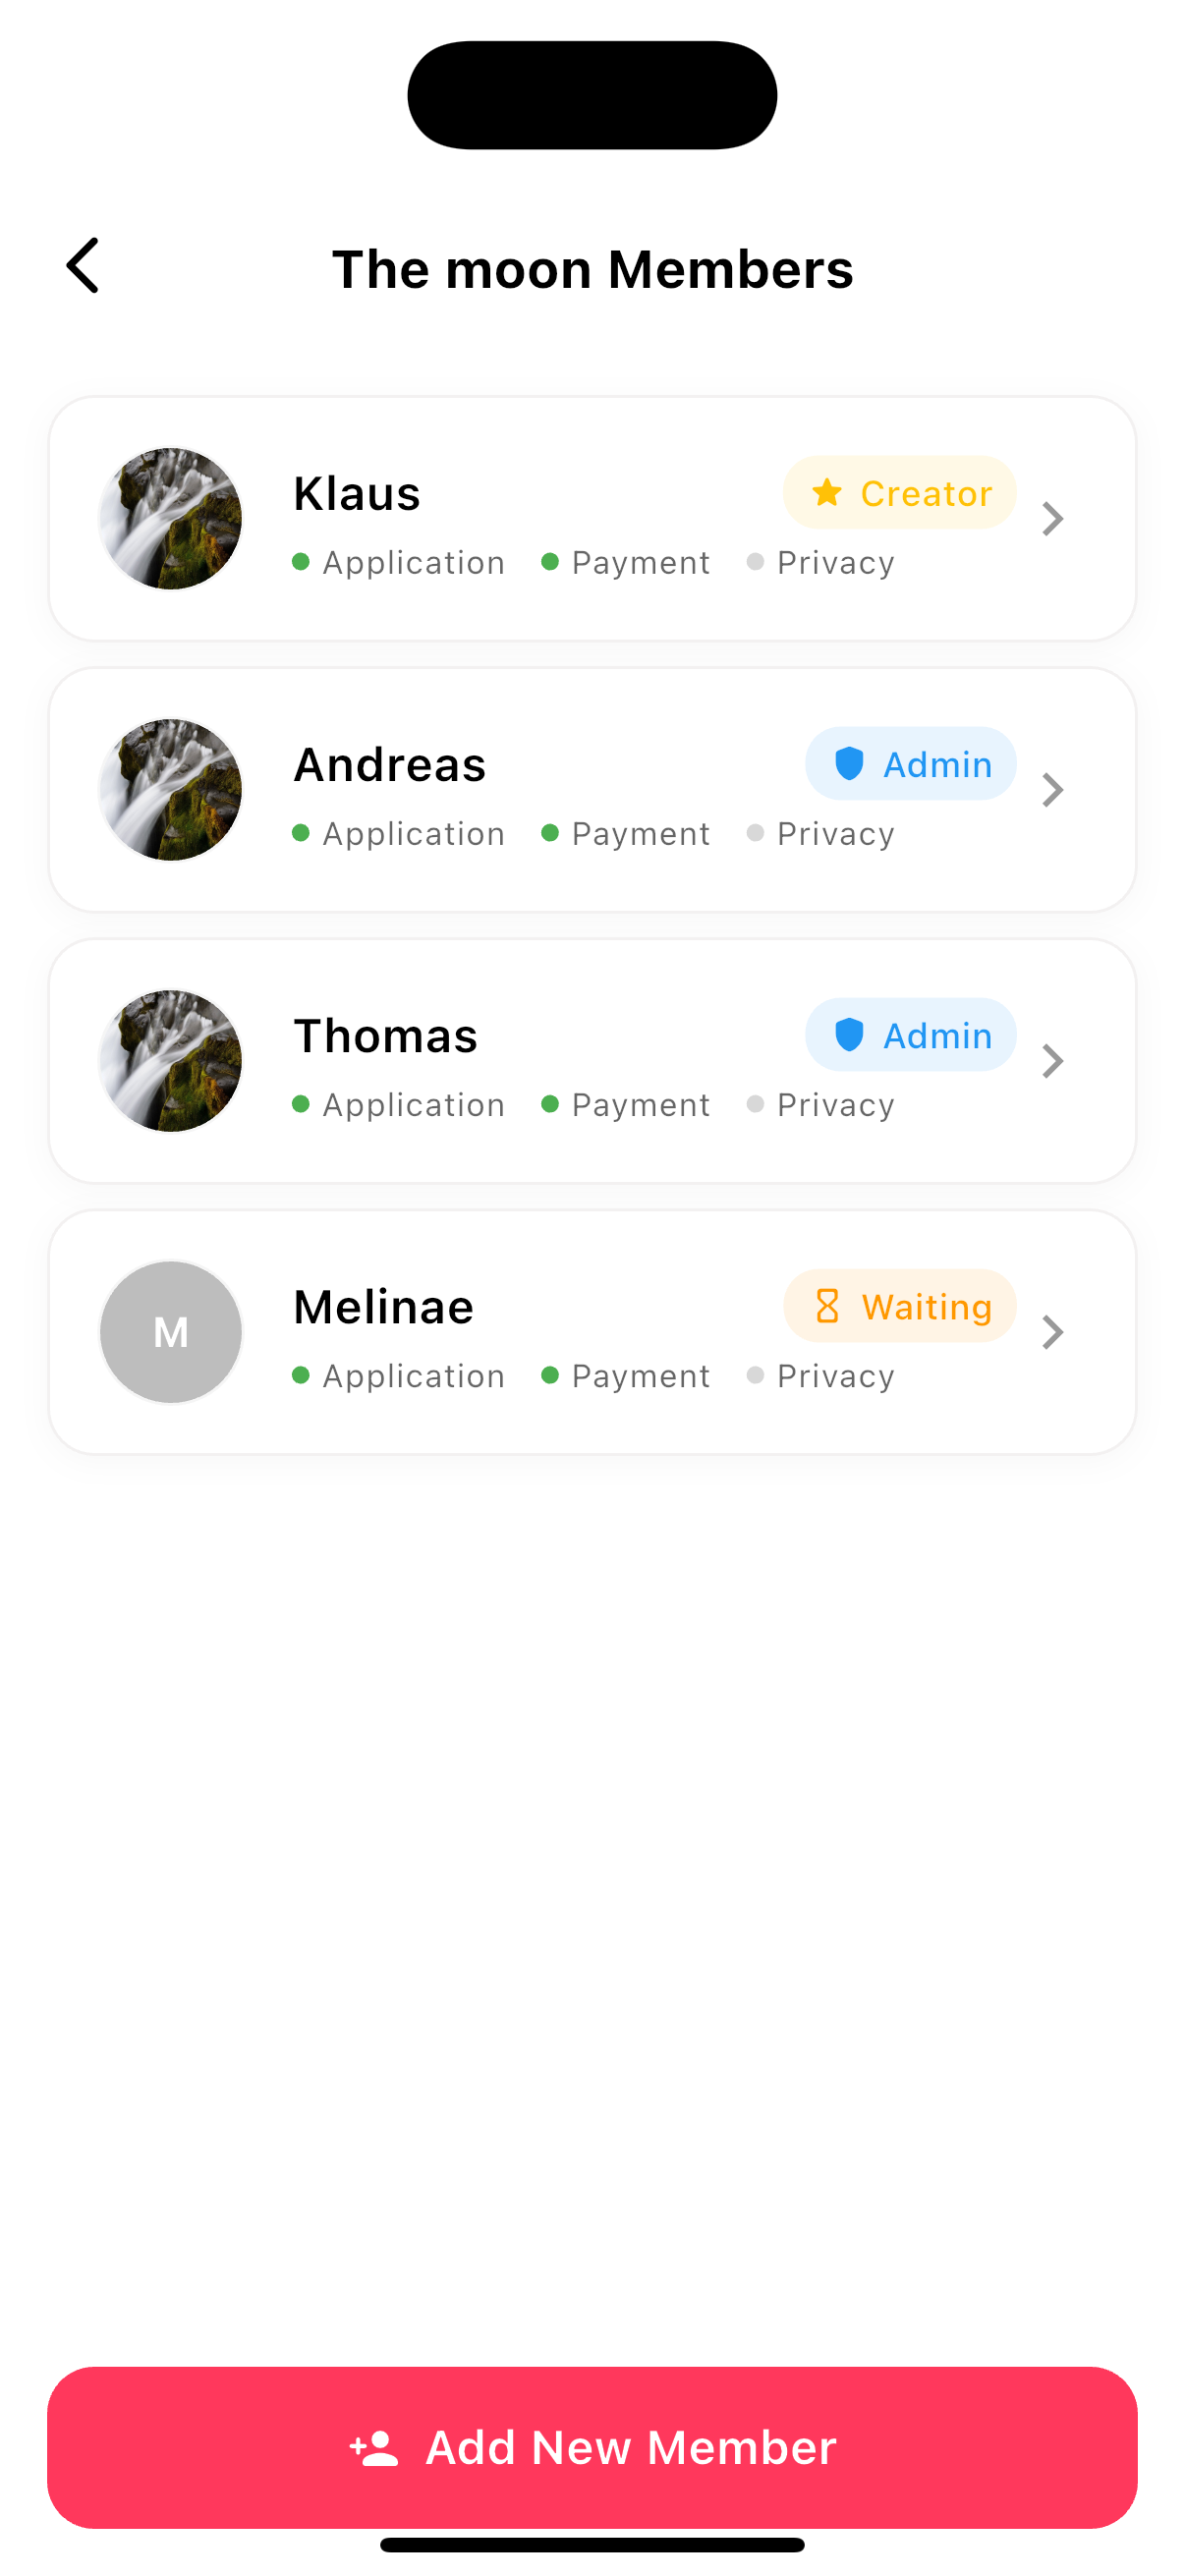 The moon Members
Klaus
Creator
Application Payment Privacy
Andreas
Admin
Application Payment Privacy
Thomas
Admin
Application Payment Privacy
M
Melinae
Waiting
Application Payment Privacy
Add New Member